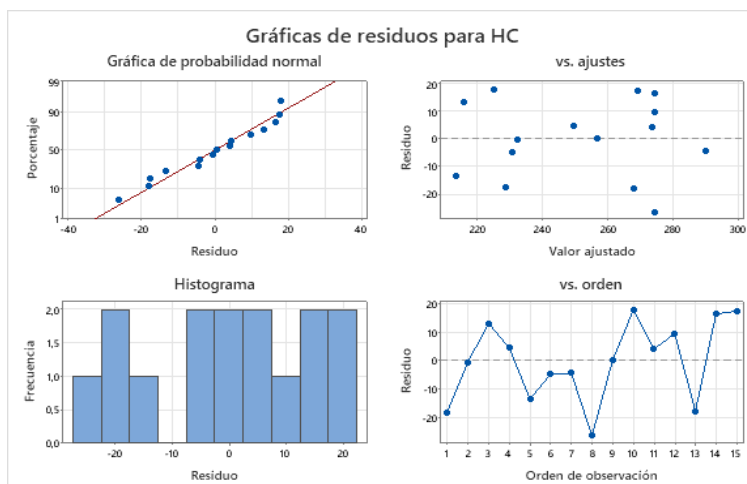 Gráficas de residuos para HC
Gráfica de probabilidad normal
99
90
50
10
1
Porcentaje
-40 -20 0 20 40
Residuo
vs. ajustes
20
10
0
-10
-20
Residuo
220 240 260 280 300
Valor ajustado
Histograma
2,0
1,5
1,0
0,5
0,0
Frecuencia
-20 -10 0 10 20
Residuo
vs. orden
20
10
0
-10
-20
Residuo
1 2 3 4 5 6 7 8 9 10 11 12 13 14 15
Orden de observación